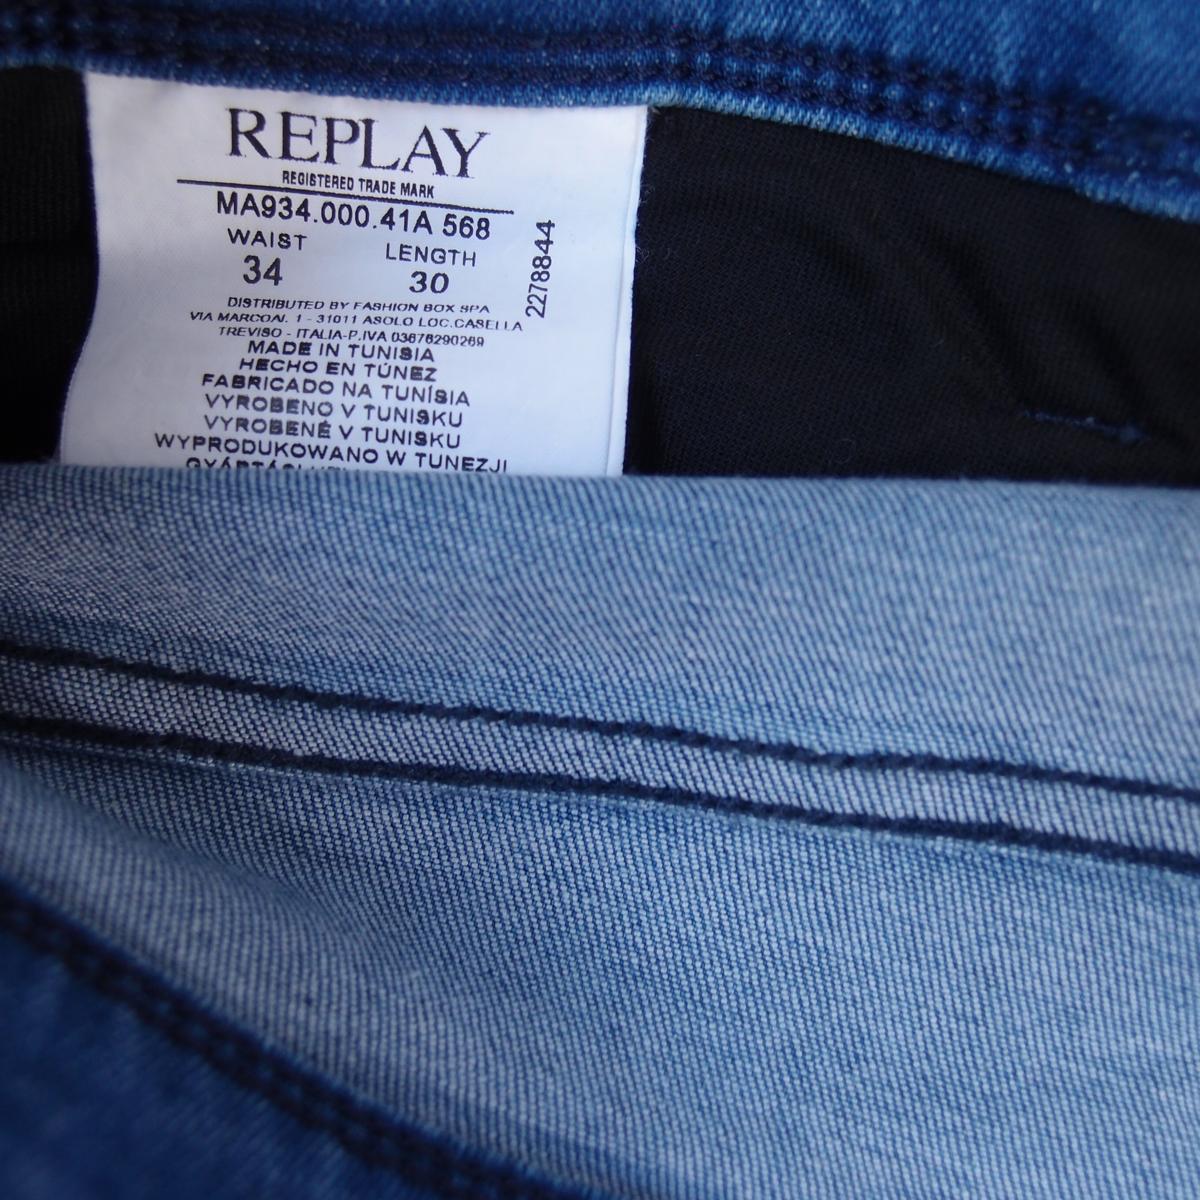 REPLAY
REGISTERED TRADE MARK
MA934.000.41A 568
WAIST LENGTH
34 30
2278844
DISTRIBUTED BY FASHION BOX SPA
VIA MARCONI. 1 - 31011 ASOLO LOC.CASELLA
TREVISO - ITALIA-P.IVA 03676290269
MADE IN TUNISIA
HECHO EN TÚNEZ
FABRICADO NA TUNÍSIA
VYROBENO V TUNISKU
VYROBENÉ V TUNISKU
WYPRODUKOWANO W TUNEZJI